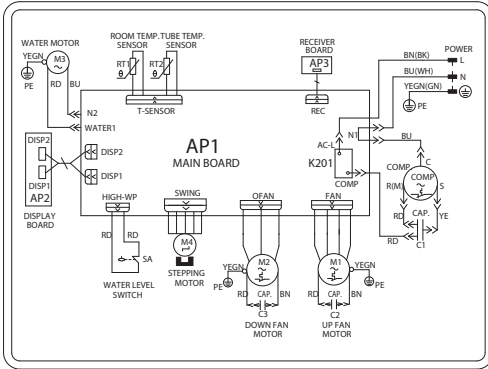 ROOM TEMP. TUBE TEMP.
SENSOR SENSOR
RECEIVER
BOARD
WATER MOTOR
POWER
YEGN
M3
PE
RD BU
RT1
θ
RT2
θ
AP3
BN(BK)
L
BU(WH)
N
YEGN(GN)
PE
T-SENSOR
REC
N2
WATER1
N1
BU
AP1
MAIN BOARD
AC-L
K201
COMP
DISP2
DISP1
AP2
DISPLAY
BOARD
DISP2
DISP1
C
COMP
COMP
R(M)
S
RD
YE
CAP.
C1
RD
HIGH-WP
SWING
OFAN
FAN
RD RD
SA
WATER LEVEL
SWITCH
M4
STEPPING
MOTOR
YEGN
PE
M2
RD CAP. BN
C3
DOWN FAN
MOTOR
M1
YEGN
PE
RD CAP. BN
C2
UP FAN
MOTOR